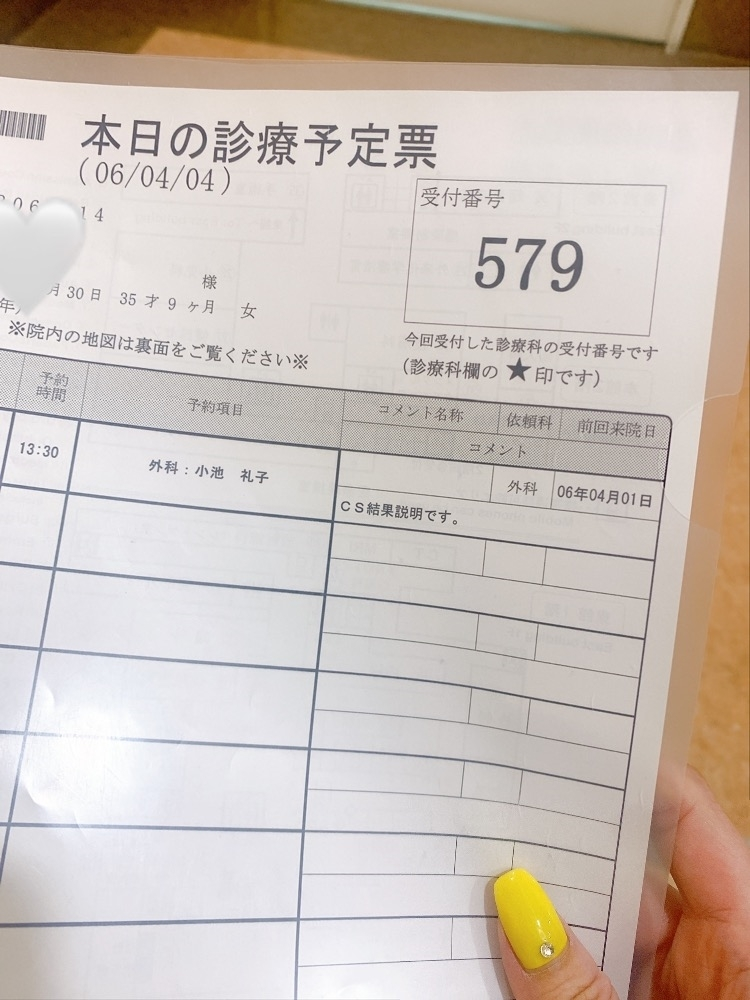 本日の診療予定票
(06/04/04)
受付番号
579
14
様
月30日 35才9ヶ月 女
今回受付した診療科の受付番号です
(診療科欄の★印です)
※院内の地図は裏面をご覧ください※
予約時間 予約項目 コメント名称 依頼科 前回来院日
コメント
13:30 外科:小池 礼子 外科 06年04月01日
CS結果説明です。